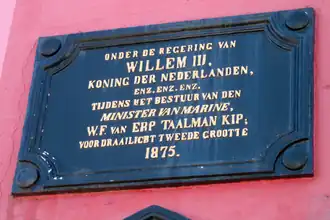 ONDER DE REGERING VAN
WILLEM III,
KONING DER NEDERLANDEN,
ENZ. ENZ. ENZ.
TIJDENS HET BESTUUR VAN DEN
MINISTER VAN MARINE,
W.F. VAN ERP TAALMAN KIP;
VOOR DRAAILICHT TWEEDE GROOTTE
1875.